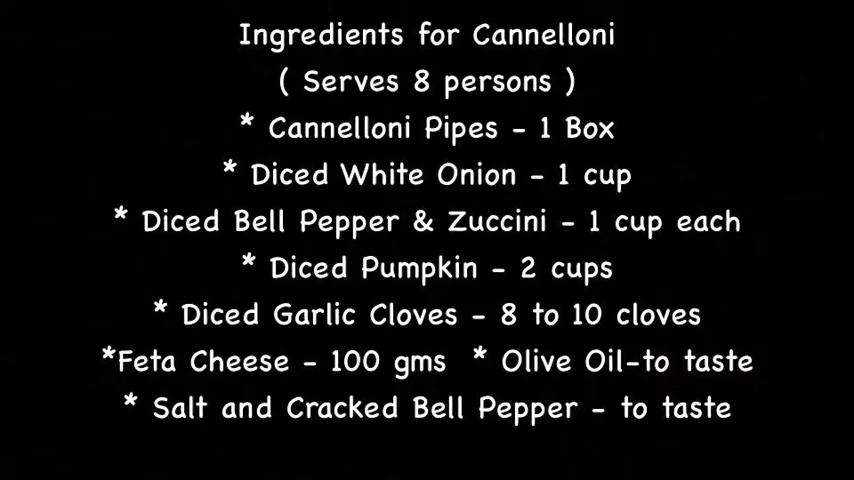 Ingredients for Cannelloni
( Serves 8 persons )
* Cannelloni Pipes - 1 Box
* Diced White Onion - 1 cup
* Diced Bell Pepper & Zuccini - 1 cup each
* Diced Pumpkin - 2 cups
* Diced Garlic Cloves - 8 to 10 cloves
*Feta Cheese - 100 gms * Olive Oil-to taste
* Salt and Cracked Bell Pepper - to taste